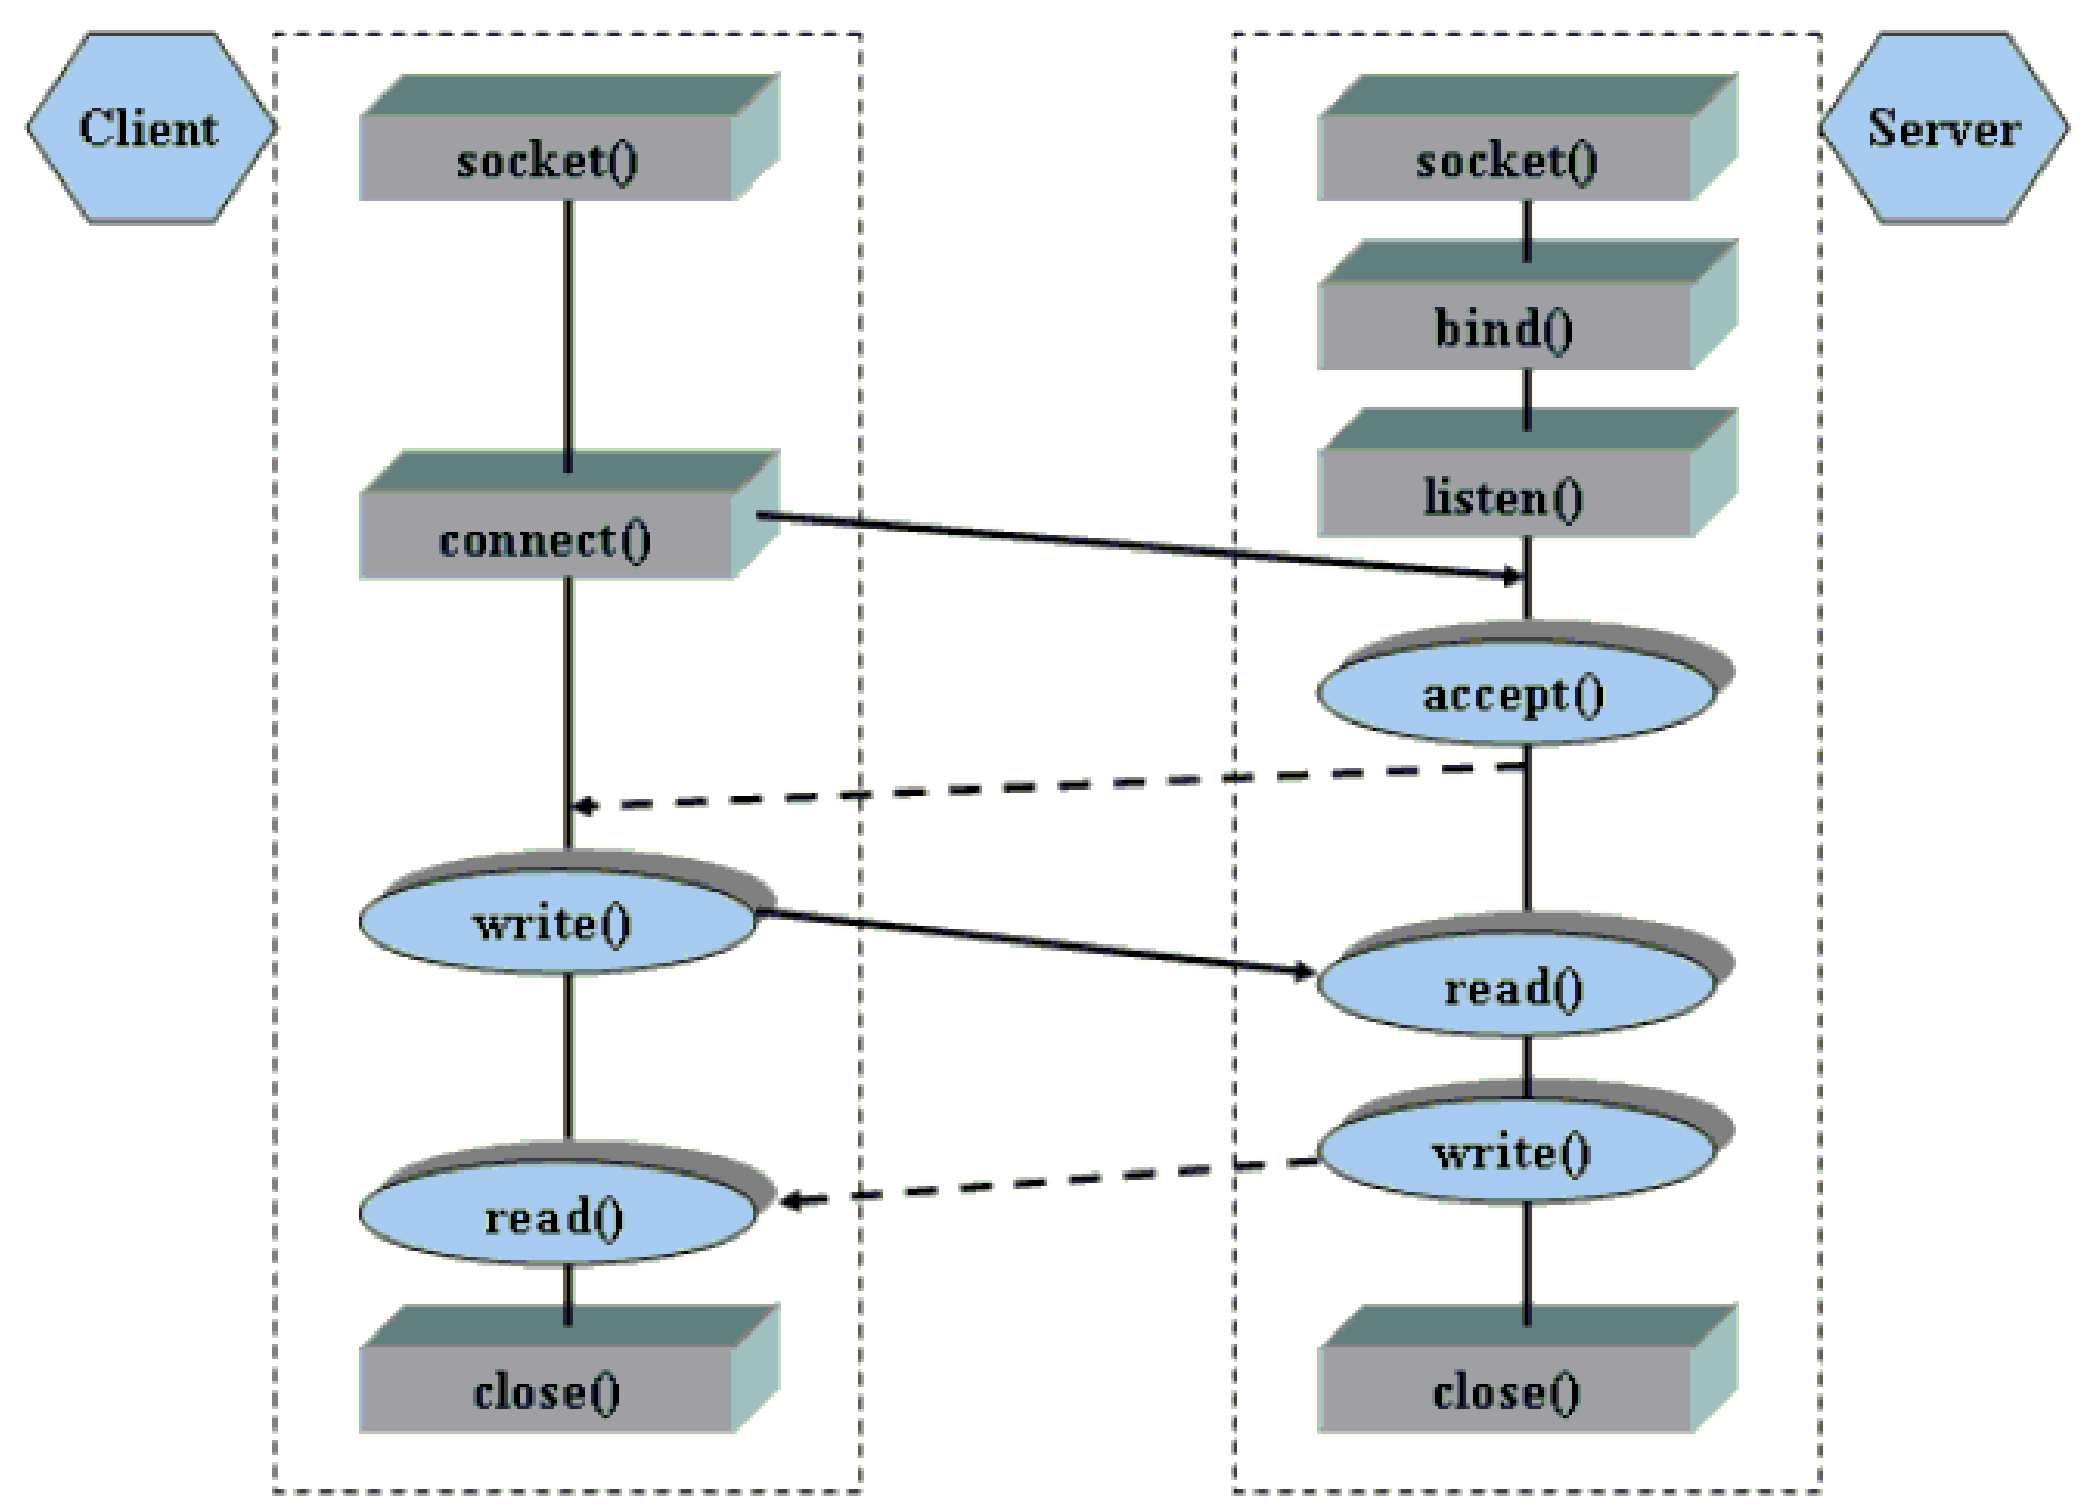 Client
socket()
connect()
write()
read()
close()
Server
socket()
bind()
listen()
accept()
read()
write()
close()